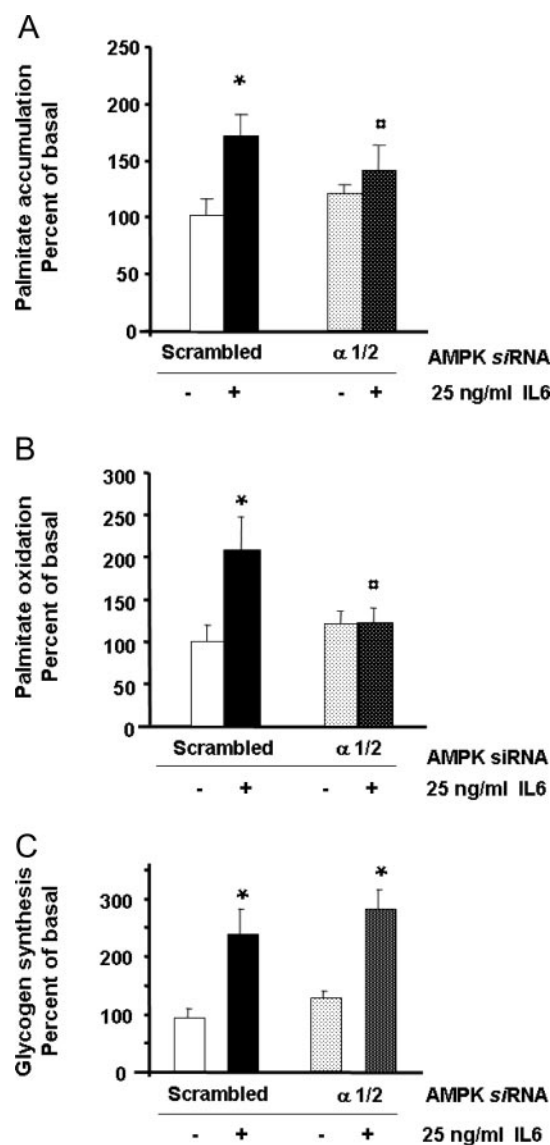 A
Palmitate accumulation
Percent of basal
250
200
150
100
50
0
*
¤
Scrambled α 1/2 AMPK siRNA
- + - + 25 ng/ml IL6
B
Palmitate oxidation
Percent of basal
300
250
200
150
100
50
0
*
¤
Scrambled α 1/2 AMPK siRNA
- + - + 25 ng/ml IL6
C
Glycogen synthesis
Percent of basal
300
200
100
0
*
*
Scrambled α 1/2 AMPK siRNA
- + - + 25 ng/ml IL6